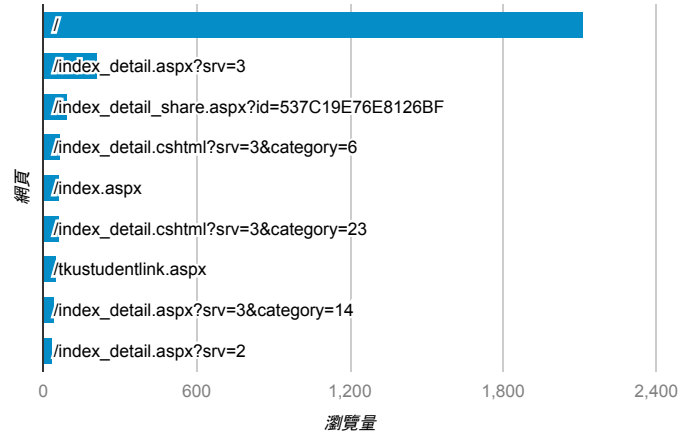 /
/index_detail.aspx?srv=3
/index_detail_share.aspx?id=537C19E76E8126BF
/index_detail.cshtml?srv=3&category=6
/index.aspx
/index_detail.cshtml?srv=3&category=23
/tkustudentlink.aspx
/index_detail.aspx?srv=3&category=14
/index_detail.aspx?srv=2
網頁
0
600
1,200
1,800
2,400
瀏覽量